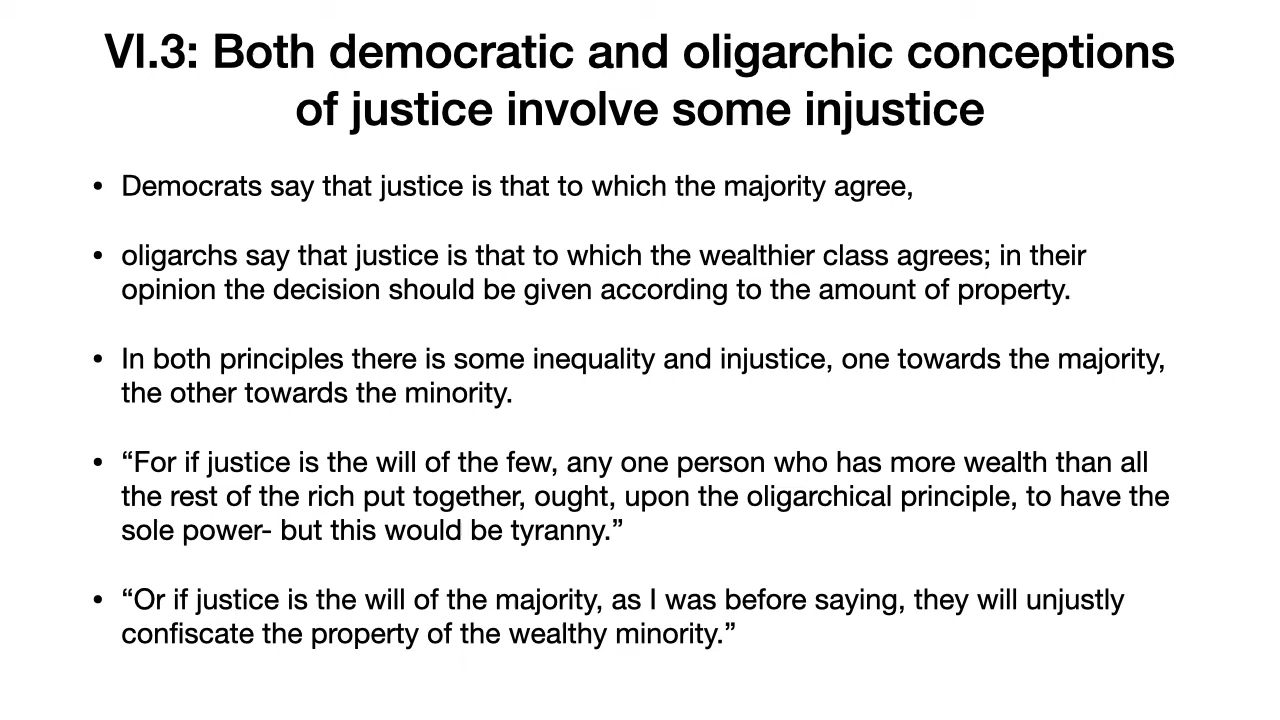 VI.3: Both democratic and oligarchic conceptions
of justice involve some injustice
• Democrats say that justice is that to which the majority agree,
• oligarchs say that justice is that to which the wealthier class agrees; in their
opinion the decision should be given according to the amount of property.
• In both principles there is some inequality and injustice, one towards the majority,
the other towards the minority.
• “For if justice is the will of the few, any one person who has more wealth than all
the rest of the rich put together, ought, upon the oligarchical principle, to have the
sole power- but this would be tyranny.”
• “Or if justice is the will of the majority, as I was before saying, they will unjustly
confiscate the property of the wealthy minority.”